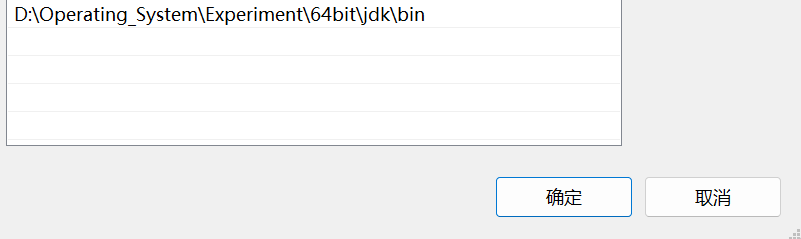 D:\Operating_System\Experiment\64bit\jdk\bin
确定
取消